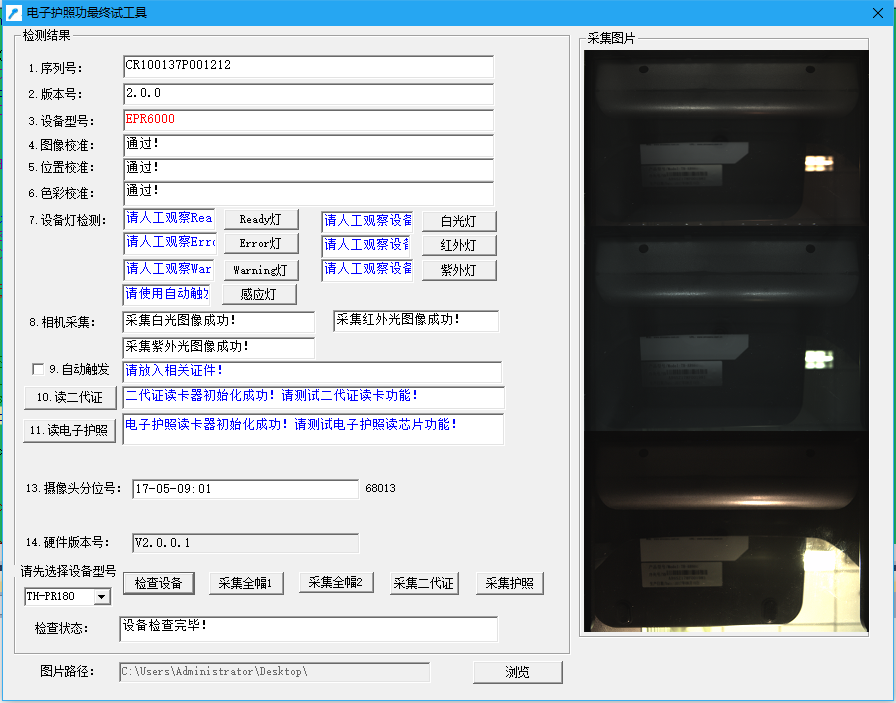 电子护照功最终试工具
检测结果
采集图片
1.序列号: CR100137P001212
2.版本号: 2.0.0
3.设备型号: EPR6000
4.图像校准: 通过!
5.位置校准: 通过!
6.色彩校准: 通过!
7.设备灯检测: 请人工观察Rea Ready灯 请人工观察设备 白光灯
请人工观察Erro Error灯 请人工观察设备 红外灯
请人工观察War Warning灯 请人工观察设备 紫外灯
请使用自动触发 感应灯
8.相机采集: 采集白光图像成功! 采集红外光图像成功!
采集紫外光图像成功!
9.自动触发 请放入相关证件!
10.读二代证 二代证读卡器初始化成功! 请测试二代证读卡功能!
11.读电子护照 电子护照读卡器初始化成功! 请测试电子护照读芯片功能!
13.摄像头分位号: 17-05-09:01 68013
14.硬件版本号: V2.0.0.1
请先选择设备型号
TH-PR180 检查设备 采集全幅1 采集全幅2 采集二代证 采集护照
检查状态: 设备检查完毕!
图片路径: C:\Users\Administrator\Desktop\ 浏览